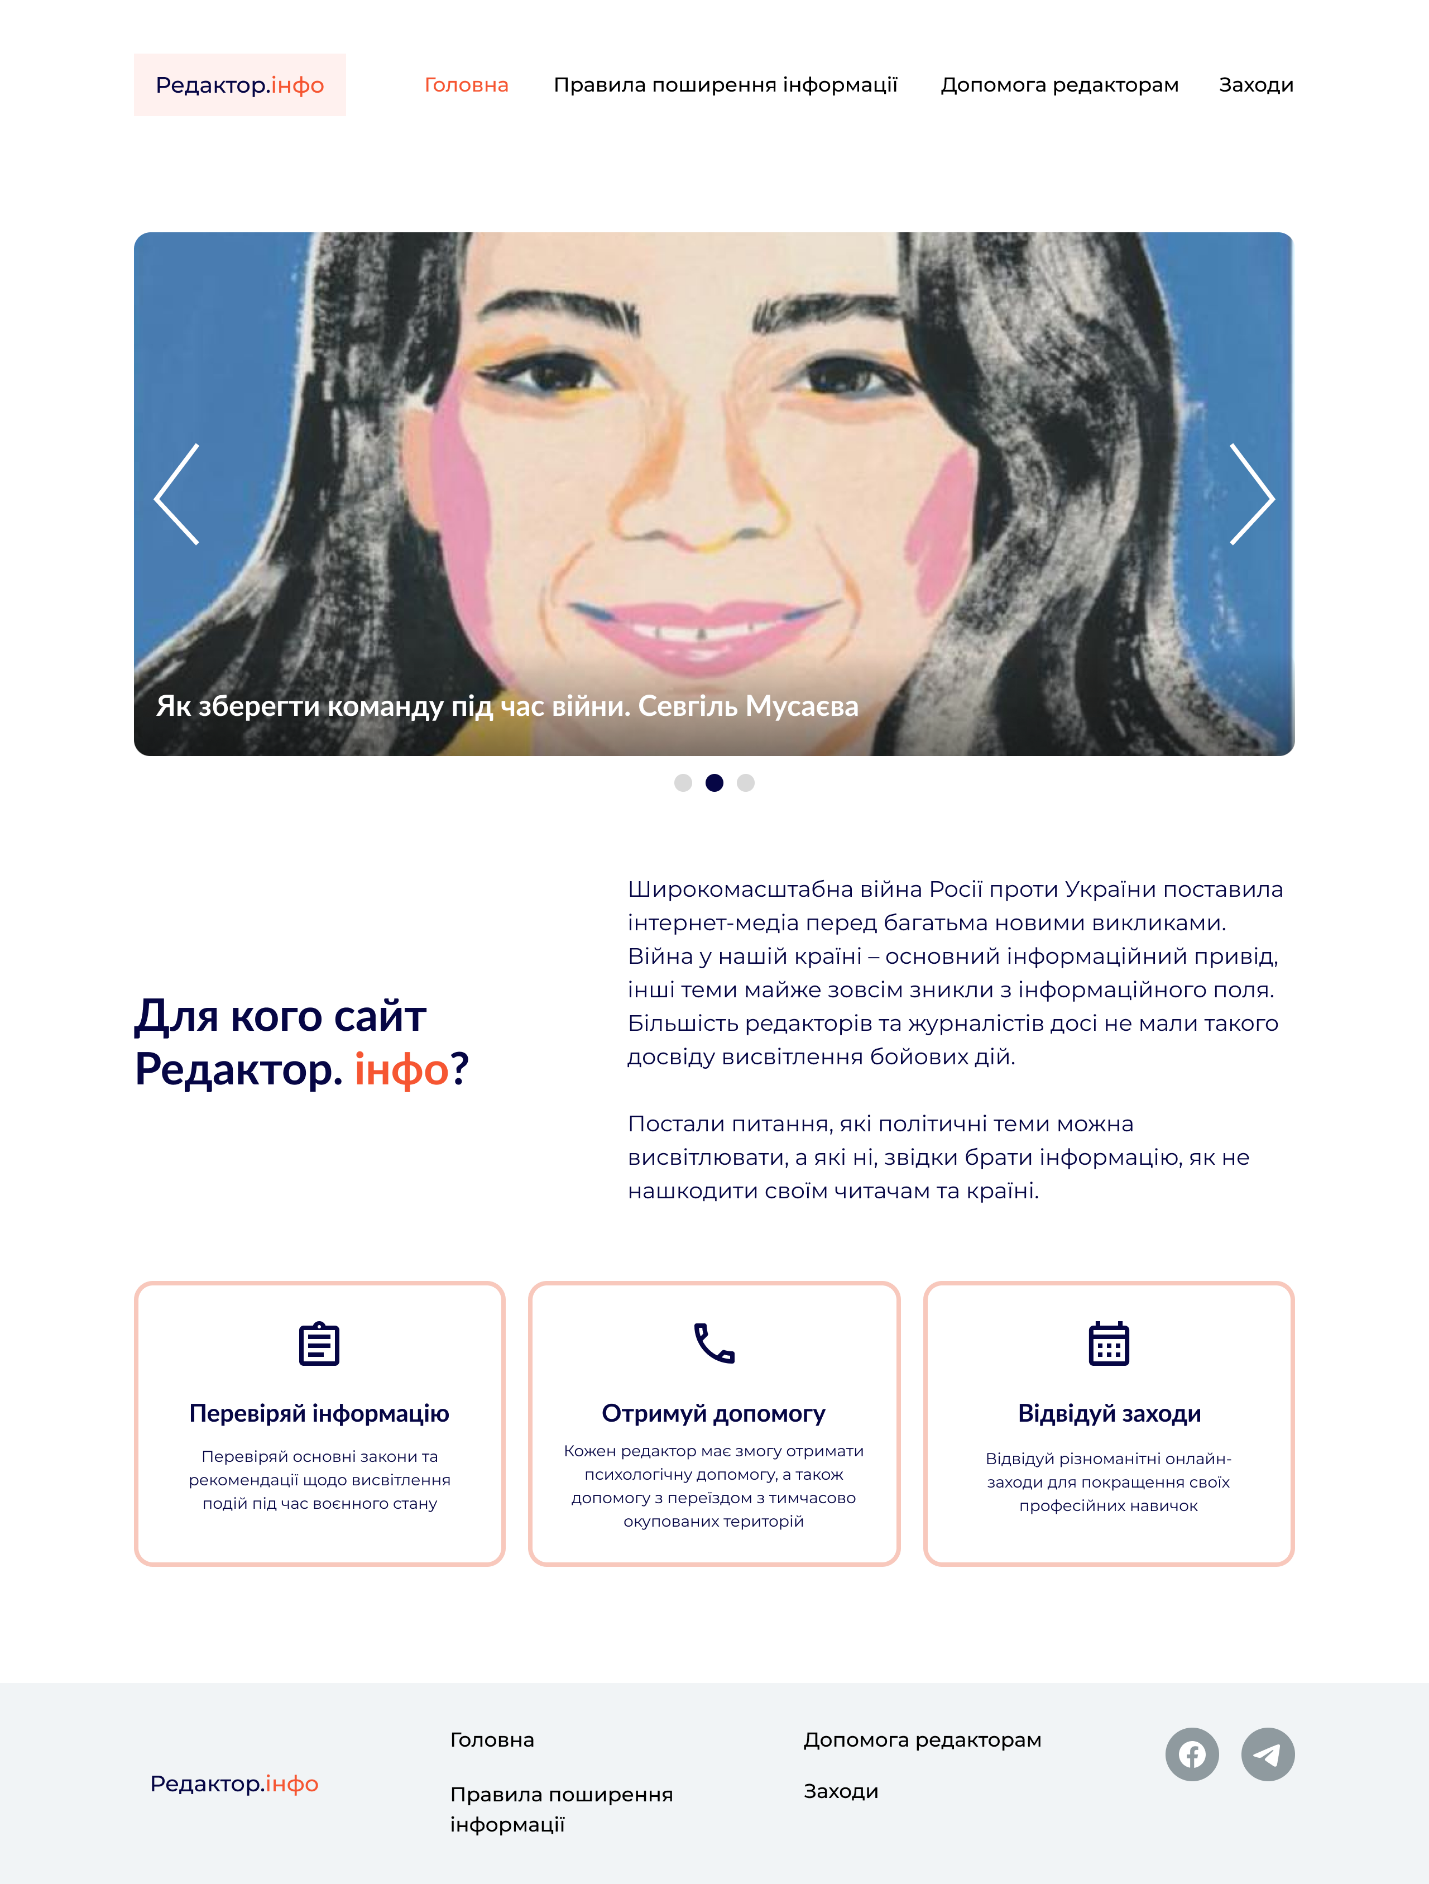 Редактор.інфо
Головна
Правила поширення інформації
Допомога редакторам
Заходи
Як зберегти команду під час війни. Севгіль Мусаєва
Для кого сайт
Редактор. інфо?
Широкомасштабна війна Росії проти України поставила
інтернет-медіа перед багатьма новими викликами.
Війна у нашій країні – основний інформаційний привід,
інші теми майже зовсім зникли з інформаційного поля.
Більшість редакторів та журналістів досі не мали такого
досвіду висвітлення бойових дій.
Постали питання, які політичні теми можна
висвітлювати, а які ні, звідки брати інформацію, як не
нашкодити своїм читачам та країні.
Перевіряй інформацію
Перевіряй основні закони та
рекомендації щодо висвітлення
подій під час воєнного стану
Отримуй допомогу
Кожен редактор має змогу отримати
психологічну допомогу, а також
допомогу з переїздом з тимчасово
окупованих територій
Відвідуй заходи
Відвідуй різноманітні онлайн-
заходи для покращення своїх
професійних навичок
Редактор.інфо
Головна
Правила поширення
інформації
Допомога редакторам
Заходи